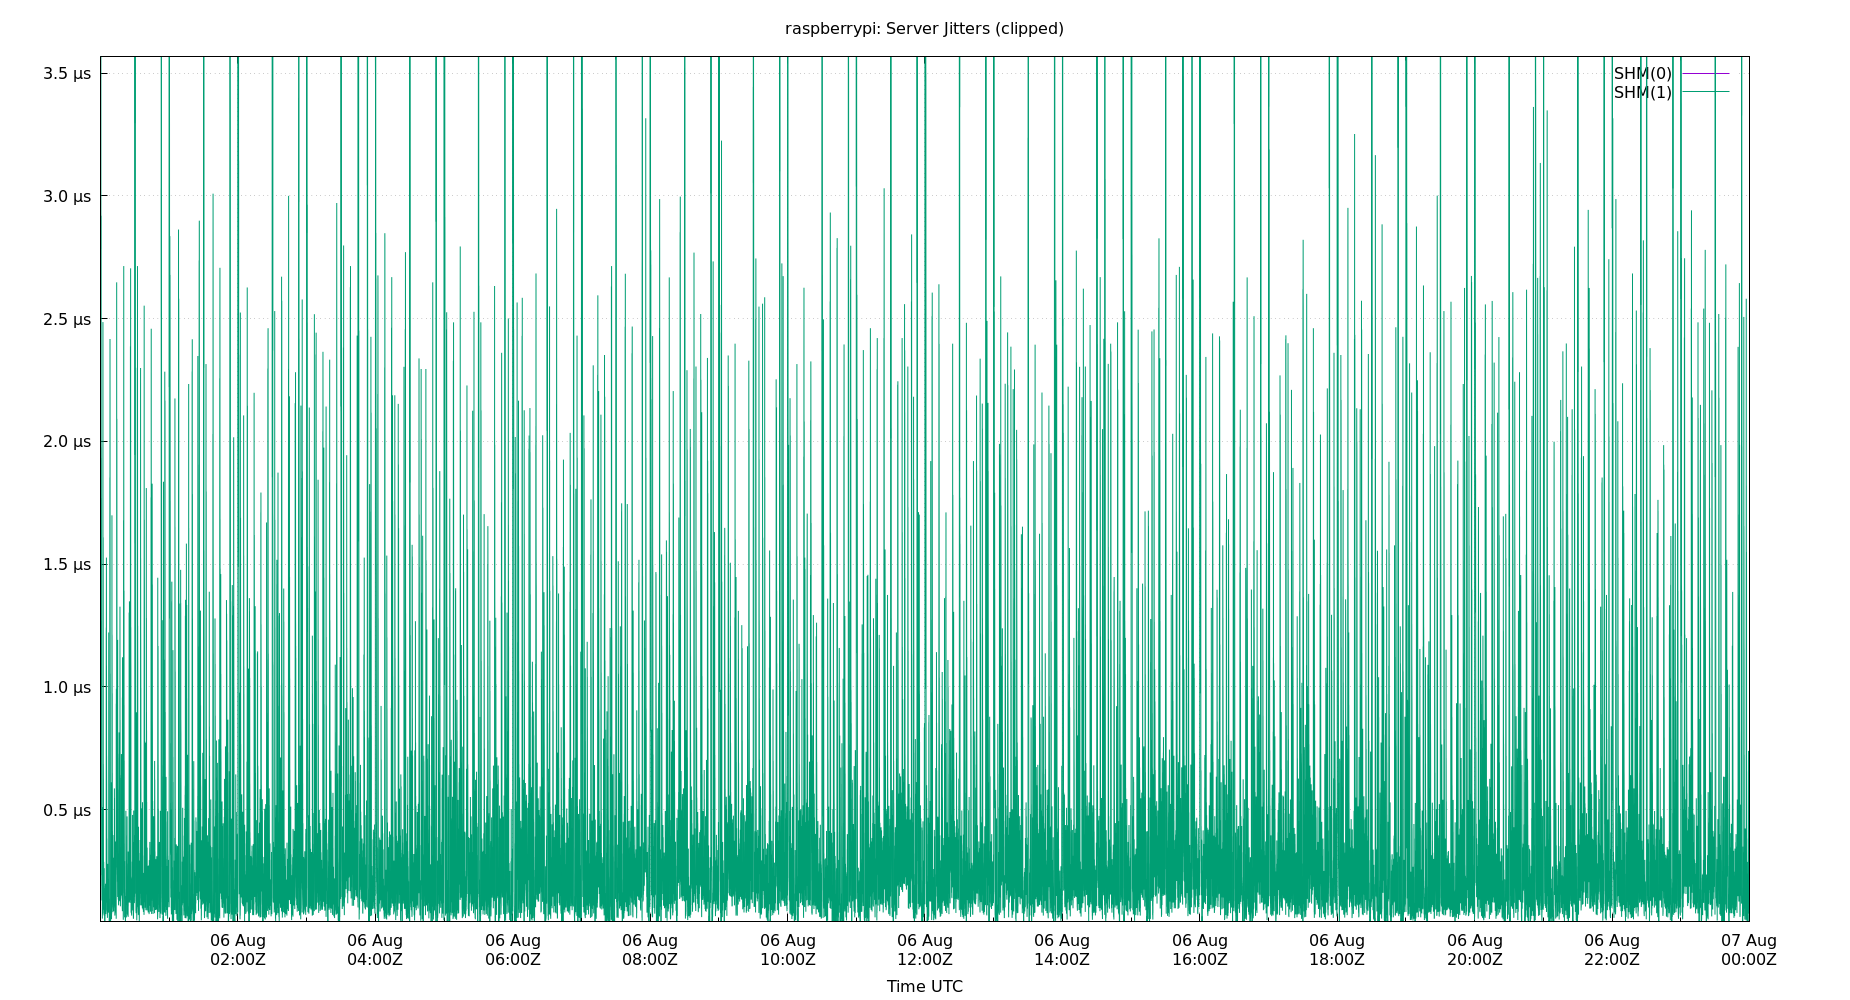 raspberrypi: Server Jitters (clipped)
3.5 µs
3.0 µs
2.5 µs
2.0 µs
1.5 µs
1.0 µs
0.5 µs
SHM(0)
SHM(1)
06 Aug 02:00Z
06 Aug 04:00Z
06 Aug 06:00Z
06 Aug 08:00Z
06 Aug 10:00Z
06 Aug 12:00Z
06 Aug 14:00Z
06 Aug 16:00Z
06 Aug 18:00Z
06 Aug 20:00Z
06 Aug 22:00Z
07 Aug 00:00Z
Time UTC